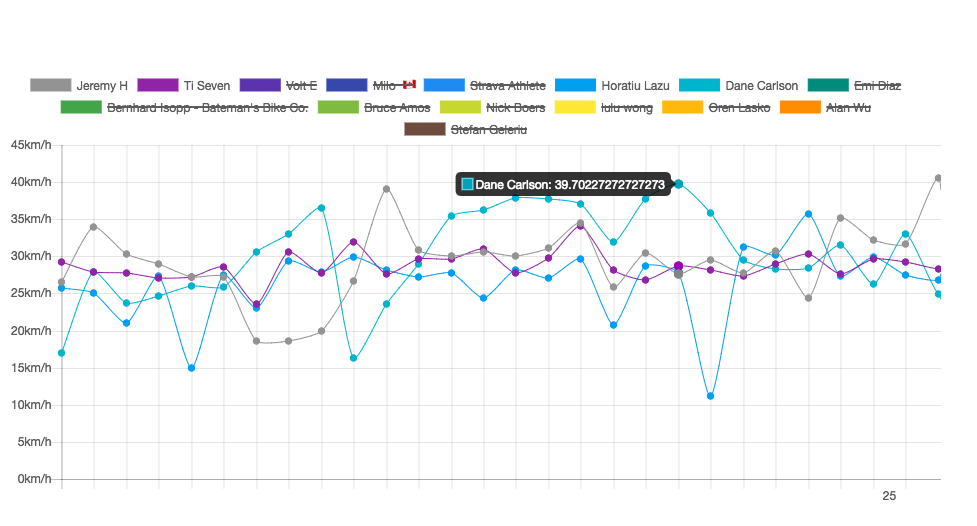 Jeremy H Ti Seven Volt E Milo 🇨🇦 Strava Athlete Horatiu Lazu Dane Carlson Emi Diaz
Bernhard Isopp - Bateman's Bike Co. Bruce Amos Nick Boers lulu wong Oren Lasko Alan Wu
Stefan Geleriu
45km/h
40km/h
Dane Carlson: 39.70227272727273
35km/h
30km/h
25km/h
20km/h
15km/h
10km/h
5km/h
0km/h
25